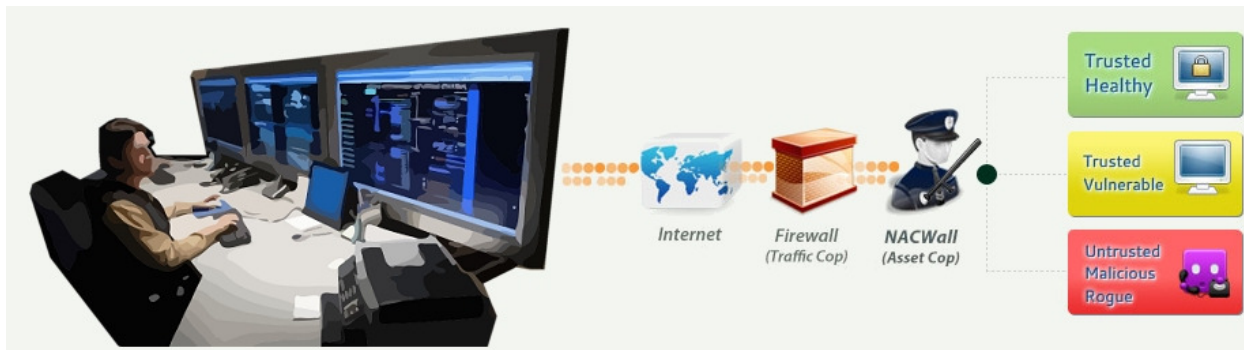 Internet
Firewall
(Traffic Cop)
NACWall
(Asset Cop)
Trusted
Healthy
Trusted
Vulnerable
Untrusted
Malicious
Rogue